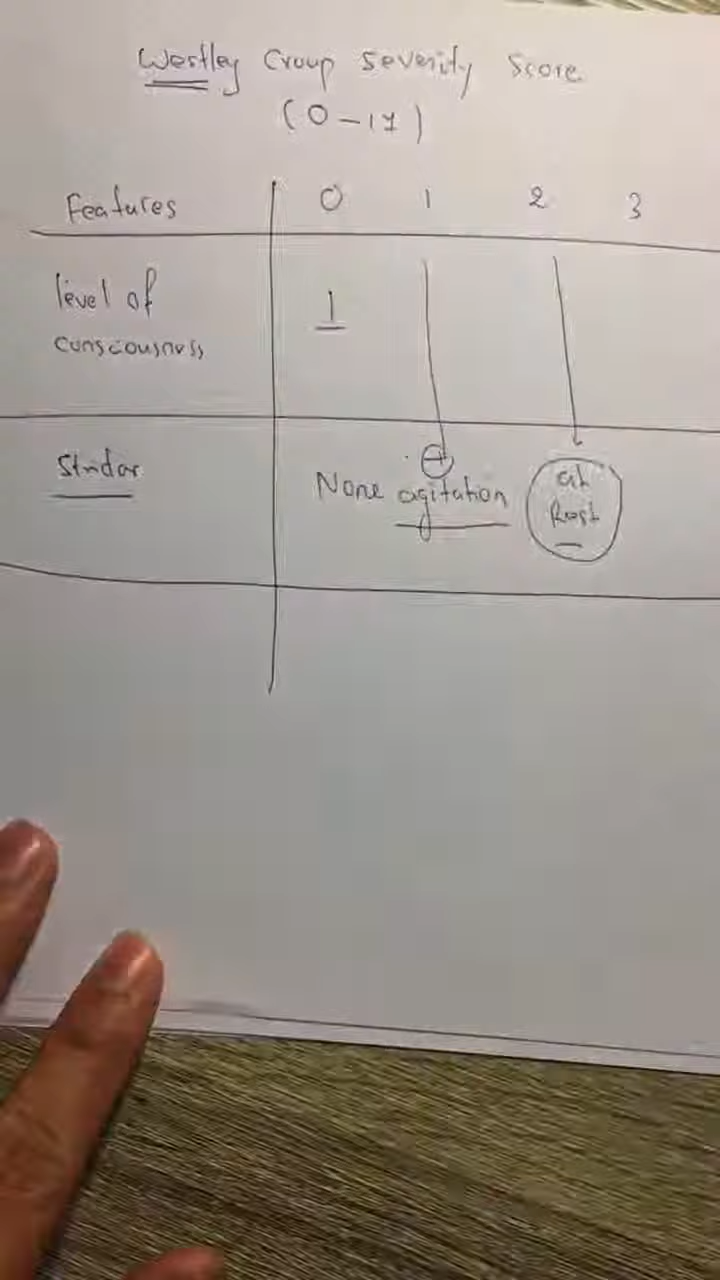 Westley Croup Severity Score
(0-17)
Features 0 1 2 3
level of
consciousness
1
Stridor
None agitation
at
Rest